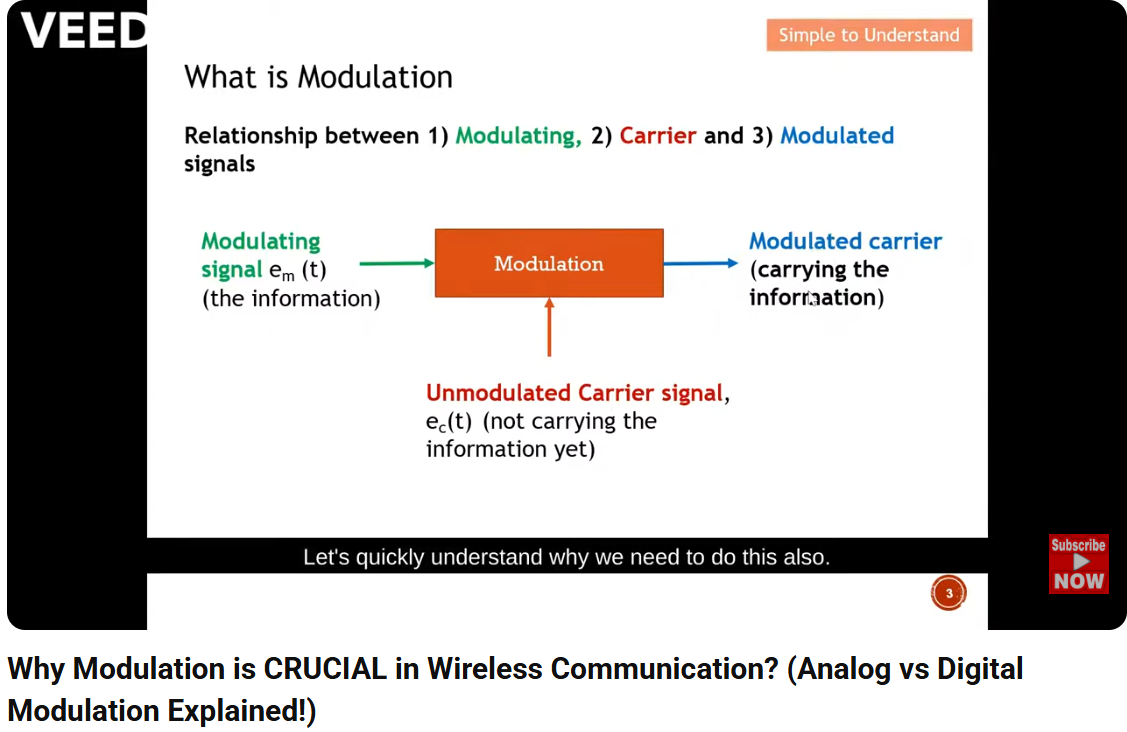 VEED
Simple to Understand
What is Modulation
Relationship between 1) Modulating, 2) Carrier and 3) Modulated
signals
Modulating
signal eₘ (t)
(the information)
Modulation
Modulated carrier
(carrying the
information)
Unmodulated Carrier signal,
e꜀(t) (not carrying the
information yet)
Let's quickly understand why we need to do this also.
Subscribe
NOW
3
Why Modulation is CRUCIAL in Wireless Communication? (Analog vs Digital
Modulation Explained!)